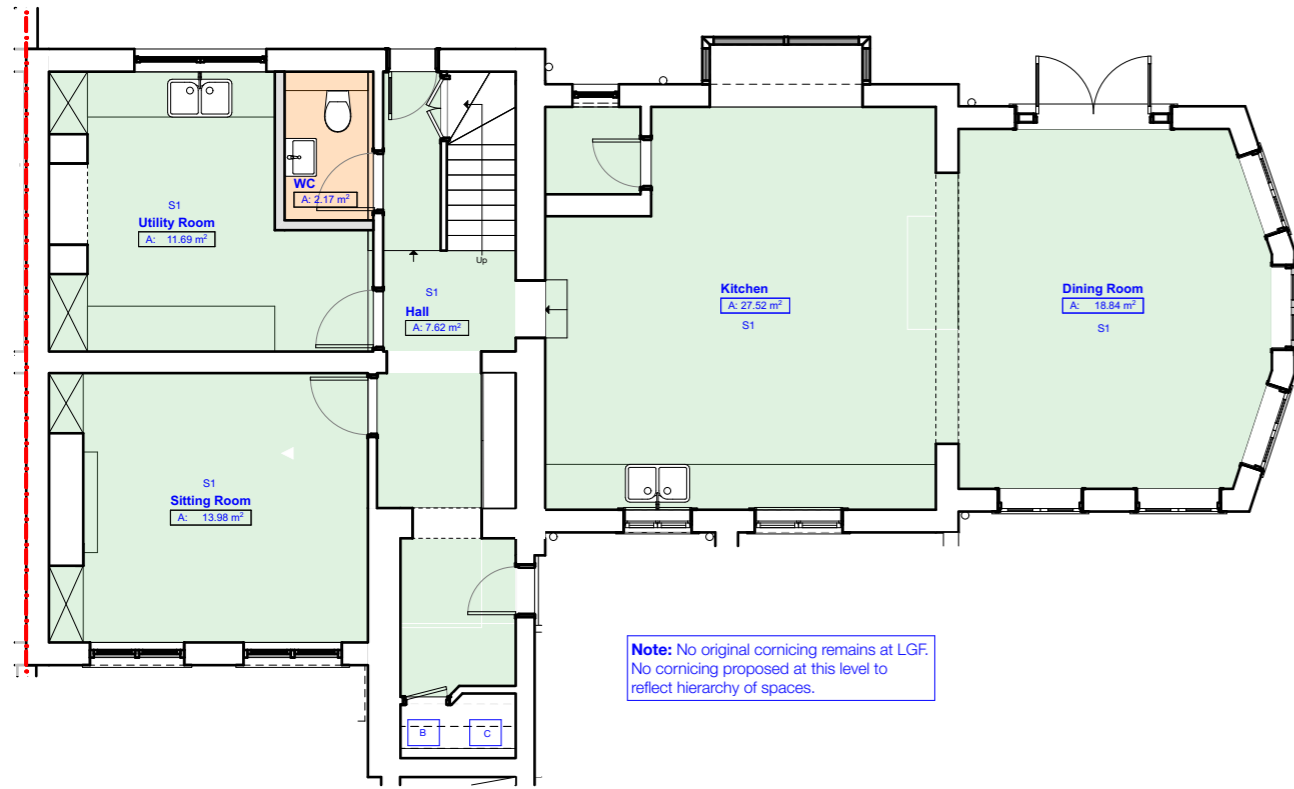 WC
A: 2.17 m²
S1
Utility Room
A: 11.69 m²
Up
S1
Hall
A: 7.62 m²
Kitchen
A: 27.52 m²
S1
Dining Room
A: 18.84 m²
S1
S1
Sitting Room
A: 13.98 m²
Note: No original cornicing remains at LGF.
No cornicing proposed at this level to
reflect hierarchy of spaces.
B
C